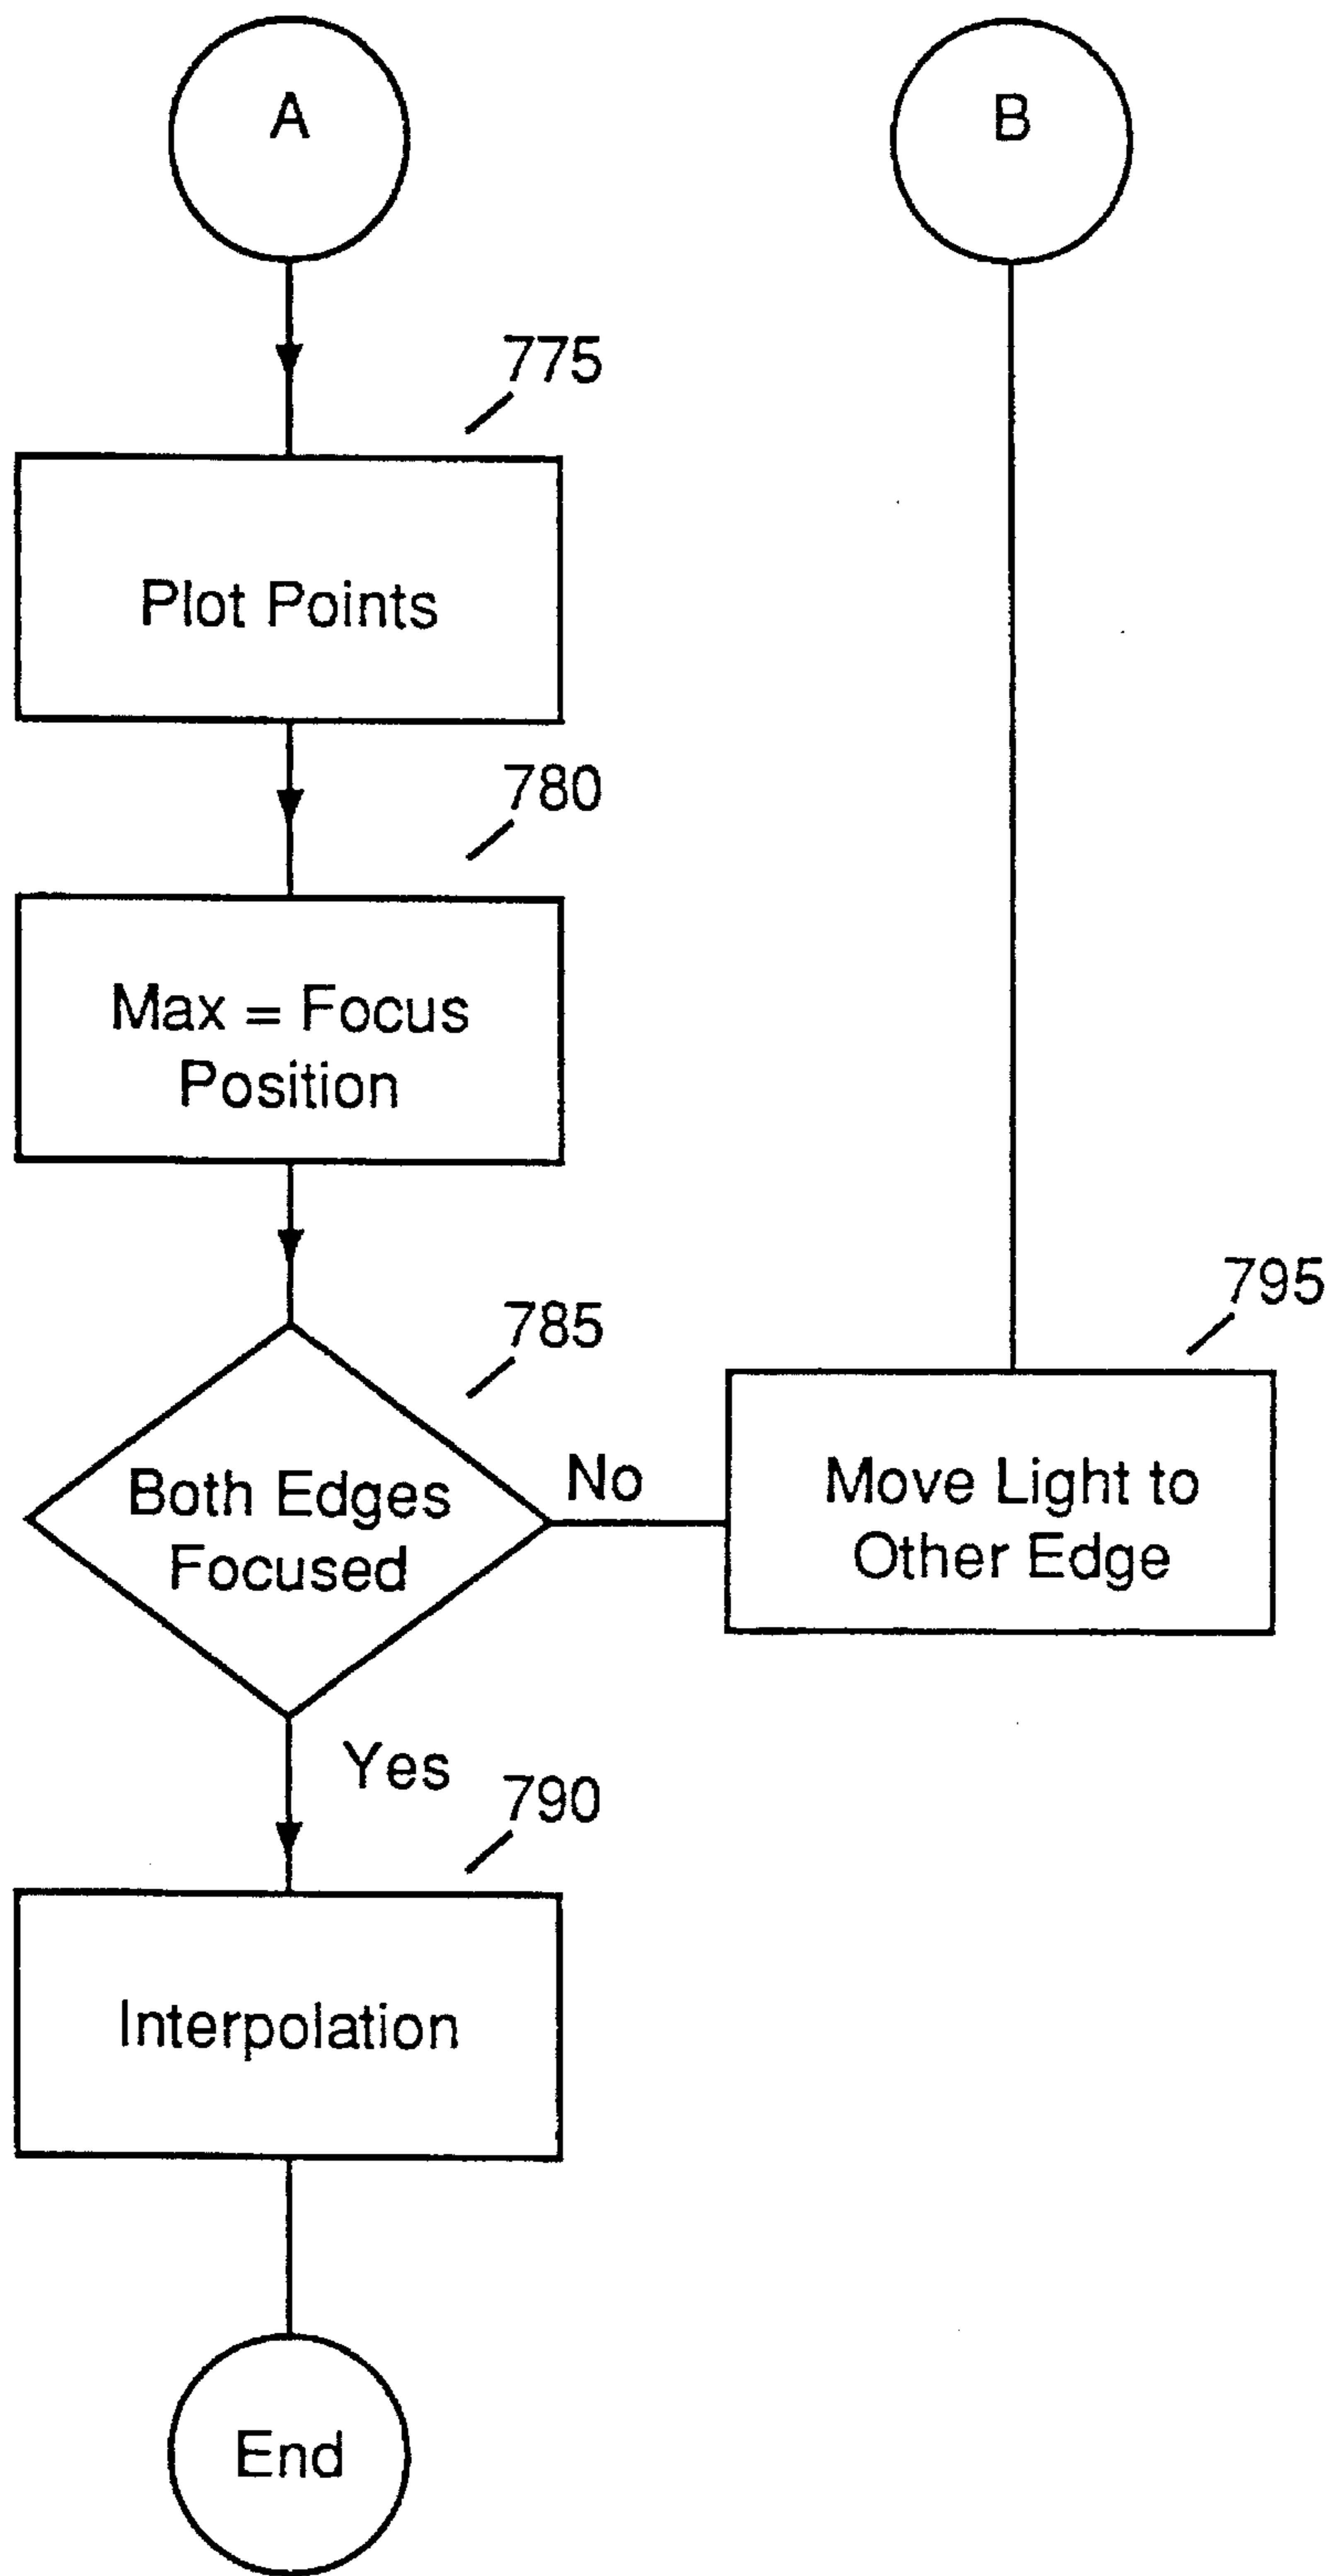 A
B
775
Plot Points
780
Max = Focus
Position
785
Both Edges
Focused
No
795
Move Light to
Other Edge
Yes
790
Interpolation
End